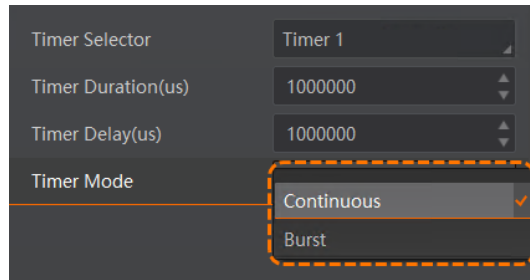 Timer Selector Timer 1
Timer Duration(us) 1000000
Timer Delay(us) 1000000
Timer Mode
Continuous
Burst